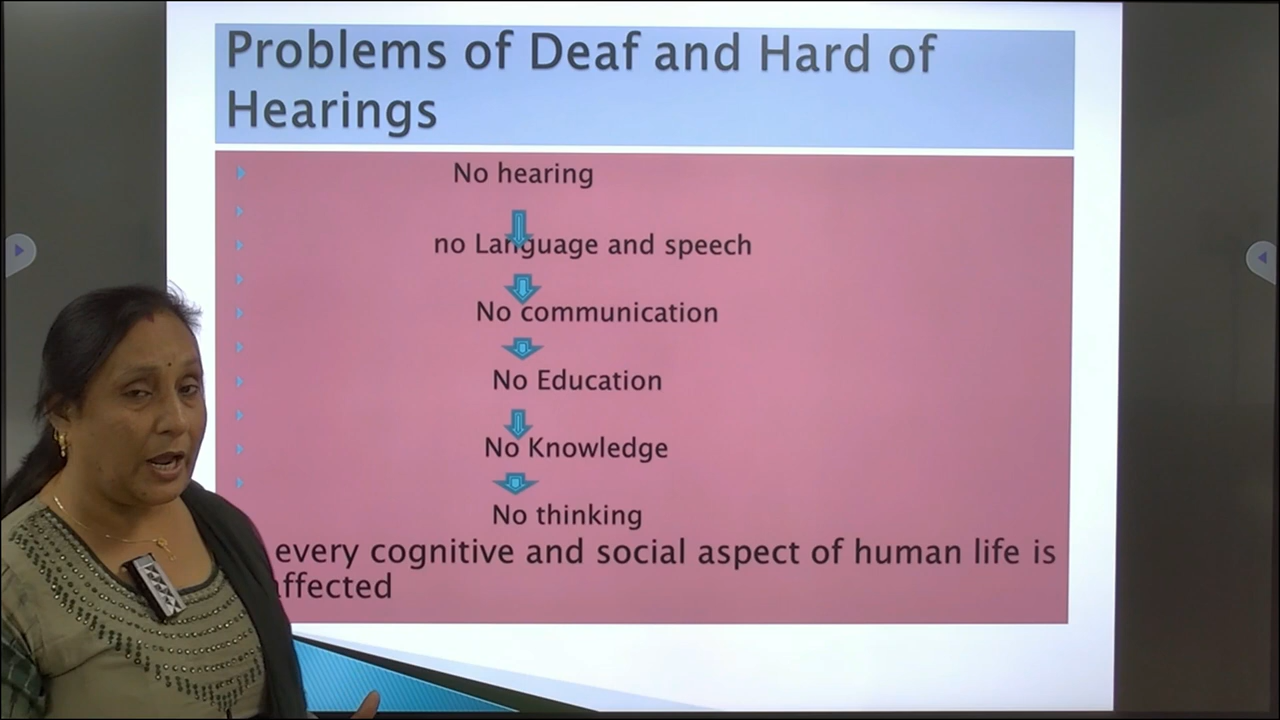 Problems of Deaf and Hard of
Hearings
No hearing
no Language and speech
No communication
No Education
No Knowledge
No thinking
every cognitive and social aspect of human life is
affected